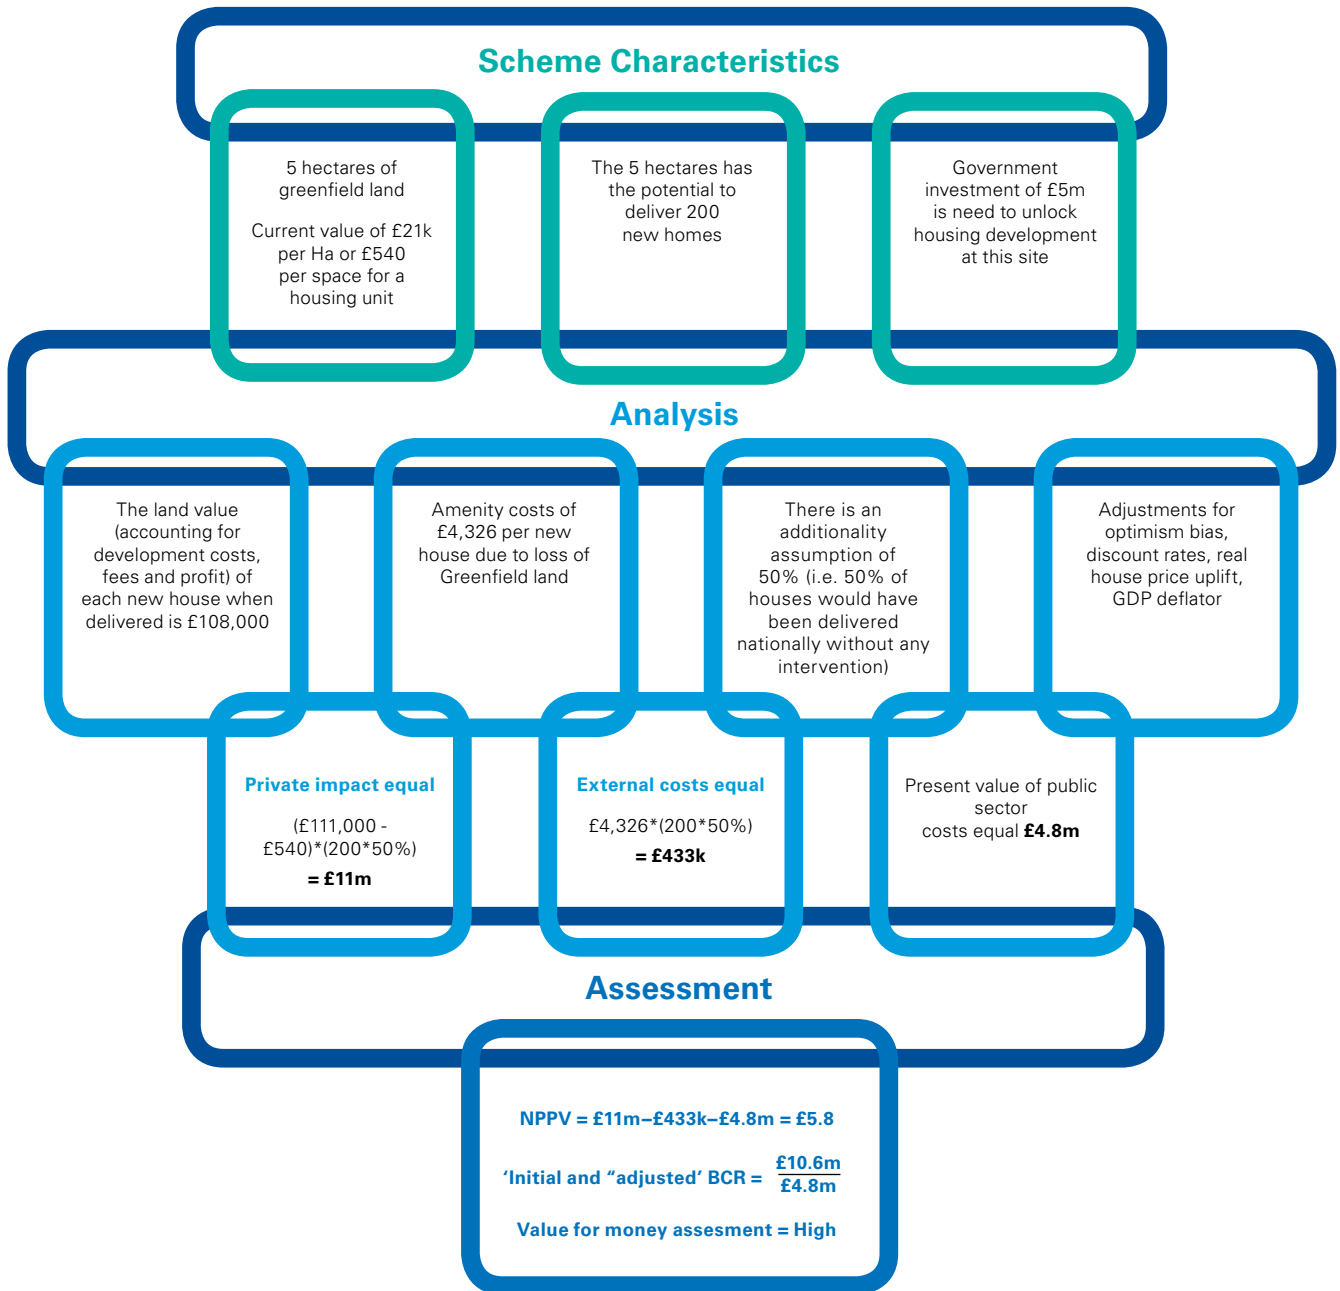 Scheme Characteristics
5 hectares of
greenfield land
Current value of £21k
per Ha or £540
per space for a
housing unit
The 5 hectares has
the potential to
deliver 200
new homes
Government
investment of £5m
is need to unlock
housing development
at this site
Analysis
The land value
(accounting for
development costs,
fees and profit) of
each new house when
delivered is £108,000
Amenity costs of
£4,326 per new
house due to loss of
Greenfield land
There is an
additionality
assumption of
50% (i.e. 50% of
houses would have
been delivered
nationally without any
intervention)
Adjustments for
optimism bias,
discount rates, real
house price uplift,
GDP deflator
Private impact equal
(£111,000 -
£540)*(200*50%)
= £11m
External costs equal
£4,326*(200*50%)
= £433k
Present value of public
sector
costs equal £4.8m
Assessment
NPPV = £11m–£433k–£4.8m = £5.8
‘Initial and “adjusted’ BCR = £10.6m
£4.8m
Value for money assesment = High